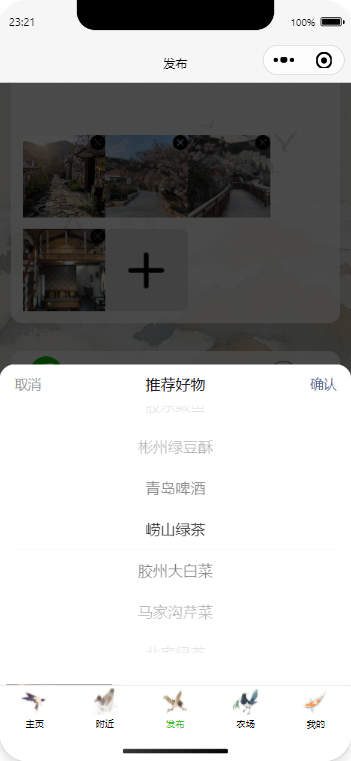 23:21
100%
发布
取消
推荐好物
确认
彬州绿豆酥
青岛啤酒
崂山绿茶
胶州大白菜
马家沟芹菜
主页
附近
发布
农场
我的